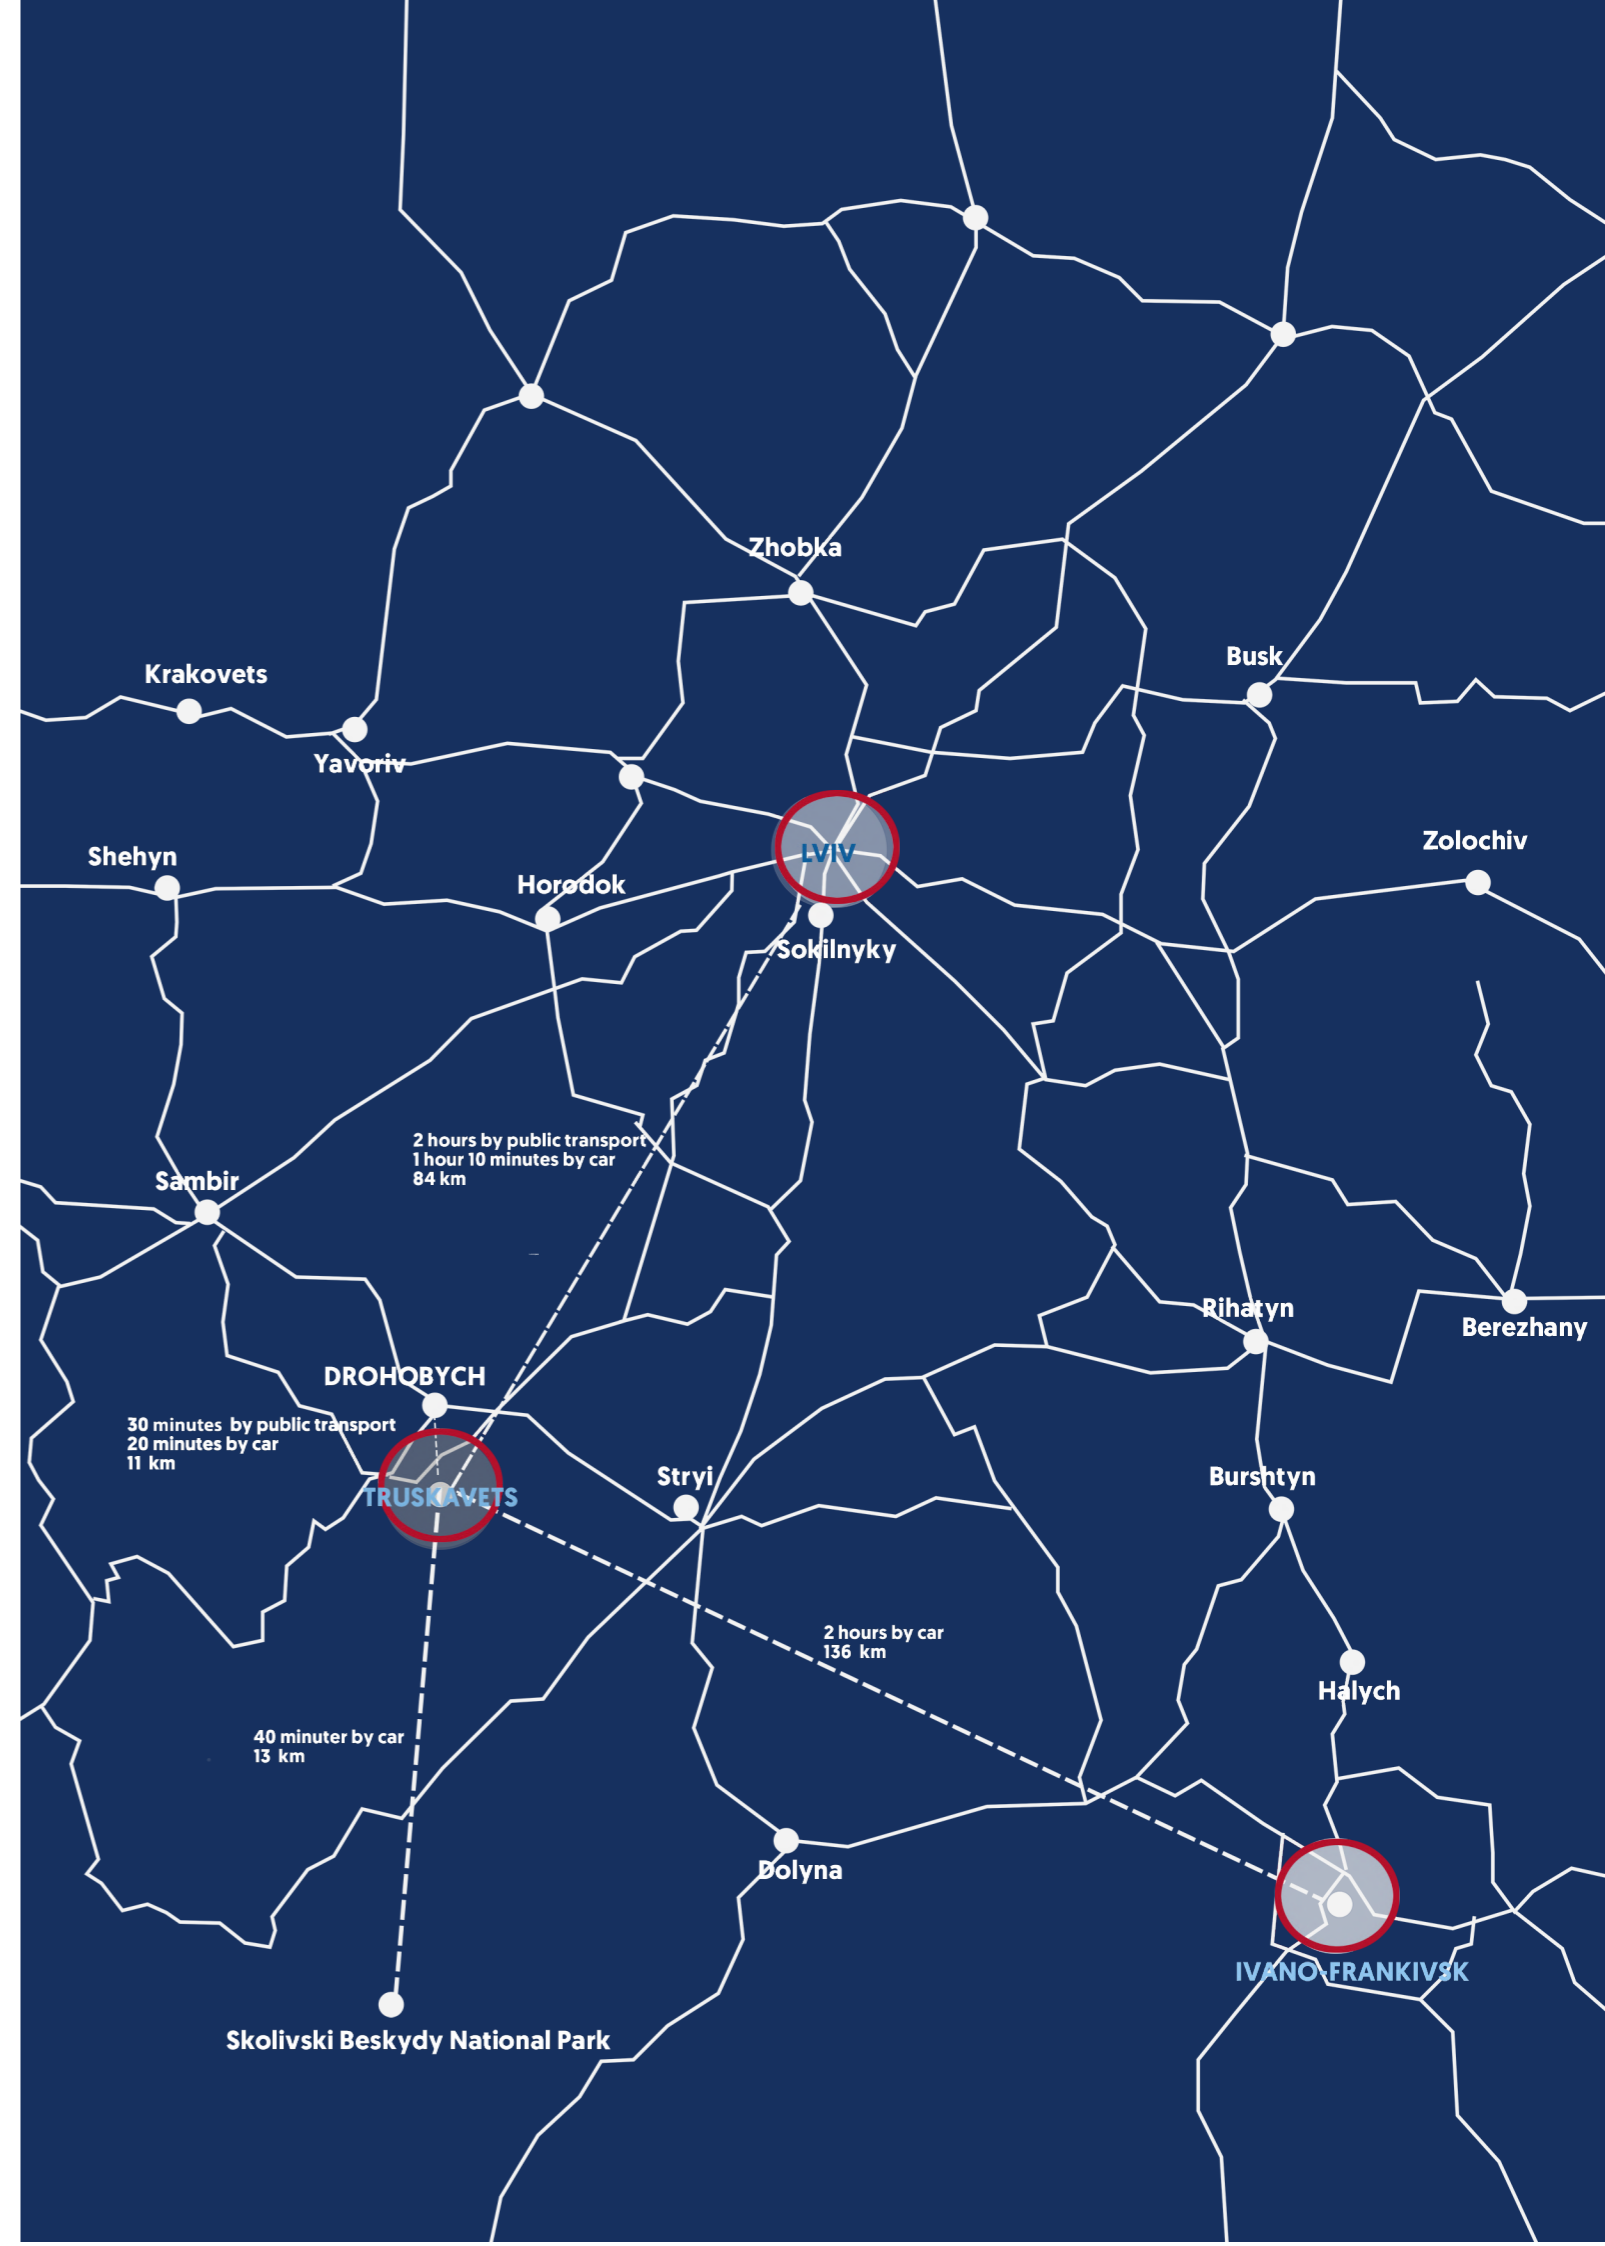 Zhobka
Krakovets
Busk
Yavoriv
Zolochiv
Shehyn
LVIV
Horodok
Sokilnyky
2 hours by public transport
1 hour 10 minutes by car
84 km
Sambir
Rihatyn
Berezhany
DROHOBYCH
30 minutes by public transport
20 minutes by car
11 km
Stryi
Burshtyn
TRUSKAVETS
2 hours by car
136 km
Halych
40 minuter by car
13 km
Dolyna
IVANO-FRANKIVSK
Skolivski Beskydy National Park